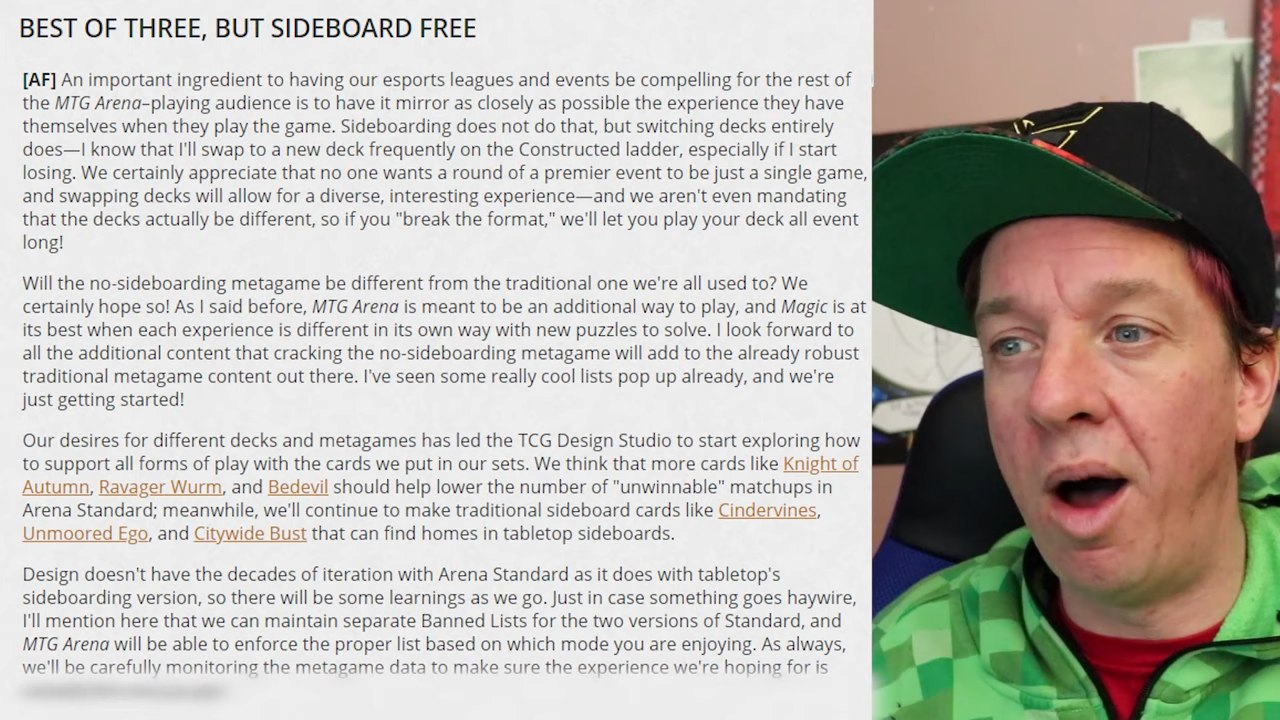 BEST OF THREE, BUT SIDEBOARD FREE
[AF] An important ingredient to having our esports leagues and events be compelling for the rest of
the MTG Arena–playing audience is to have it mirror as closely as possible the experience they have
themselves when they play the game. Sideboarding does not do that, but switching decks entirely
does—I know that I'll swap to a new deck frequently on the Constructed ladder, especially if I start
losing. We certainly appreciate that no one wants a round of a premier event to be just a single game,
and swapping decks will allow for a diverse, interesting experience—and we aren't even mandating
that the decks actually be different, so if you "break the format," we'll let you play your deck all event
long!
Will the no-sideboarding metagame be different from the traditional one we're all used to? We
certainly hope so! As I said before, MTG Arena is meant to be an additional way to play, and Magic is at
its best when each experience is different in its own way with new puzzles to solve. I look forward to
all the additional content that cracking the no-sideboarding metagame will add to the already robust
traditional metagame content out there. I've seen some really cool lists pop up already, and we're
just getting started!
Our desires for different decks and metagames has led the TCG Design Studio to start exploring how
to support all forms of play with the cards we put in our sets. We think that more cards like Knight of
Autumn, Ravager Wurm, and Bedevil should help lower the number of "unwinnable" matchups in
Arena Standard; meanwhile, we'll continue to make traditional sideboard cards like Cindervines,
Unmoored Ego, and Citywide Bust that can find homes in tabletop sideboards.
Design doesn't have the decades of iteration with Arena Standard as it does with tabletop's
sideboarding version, so there will be some learnings as we go. Just in case something goes haywire,
I'll mention here that we can maintain separate Banned Lists for the two versions of Standard, and
MTG Arena will be able to enforce the proper list based on which mode you are enjoying. As always,
we'll be carefully monitoring the metagame data to make sure the experience we're hoping for is